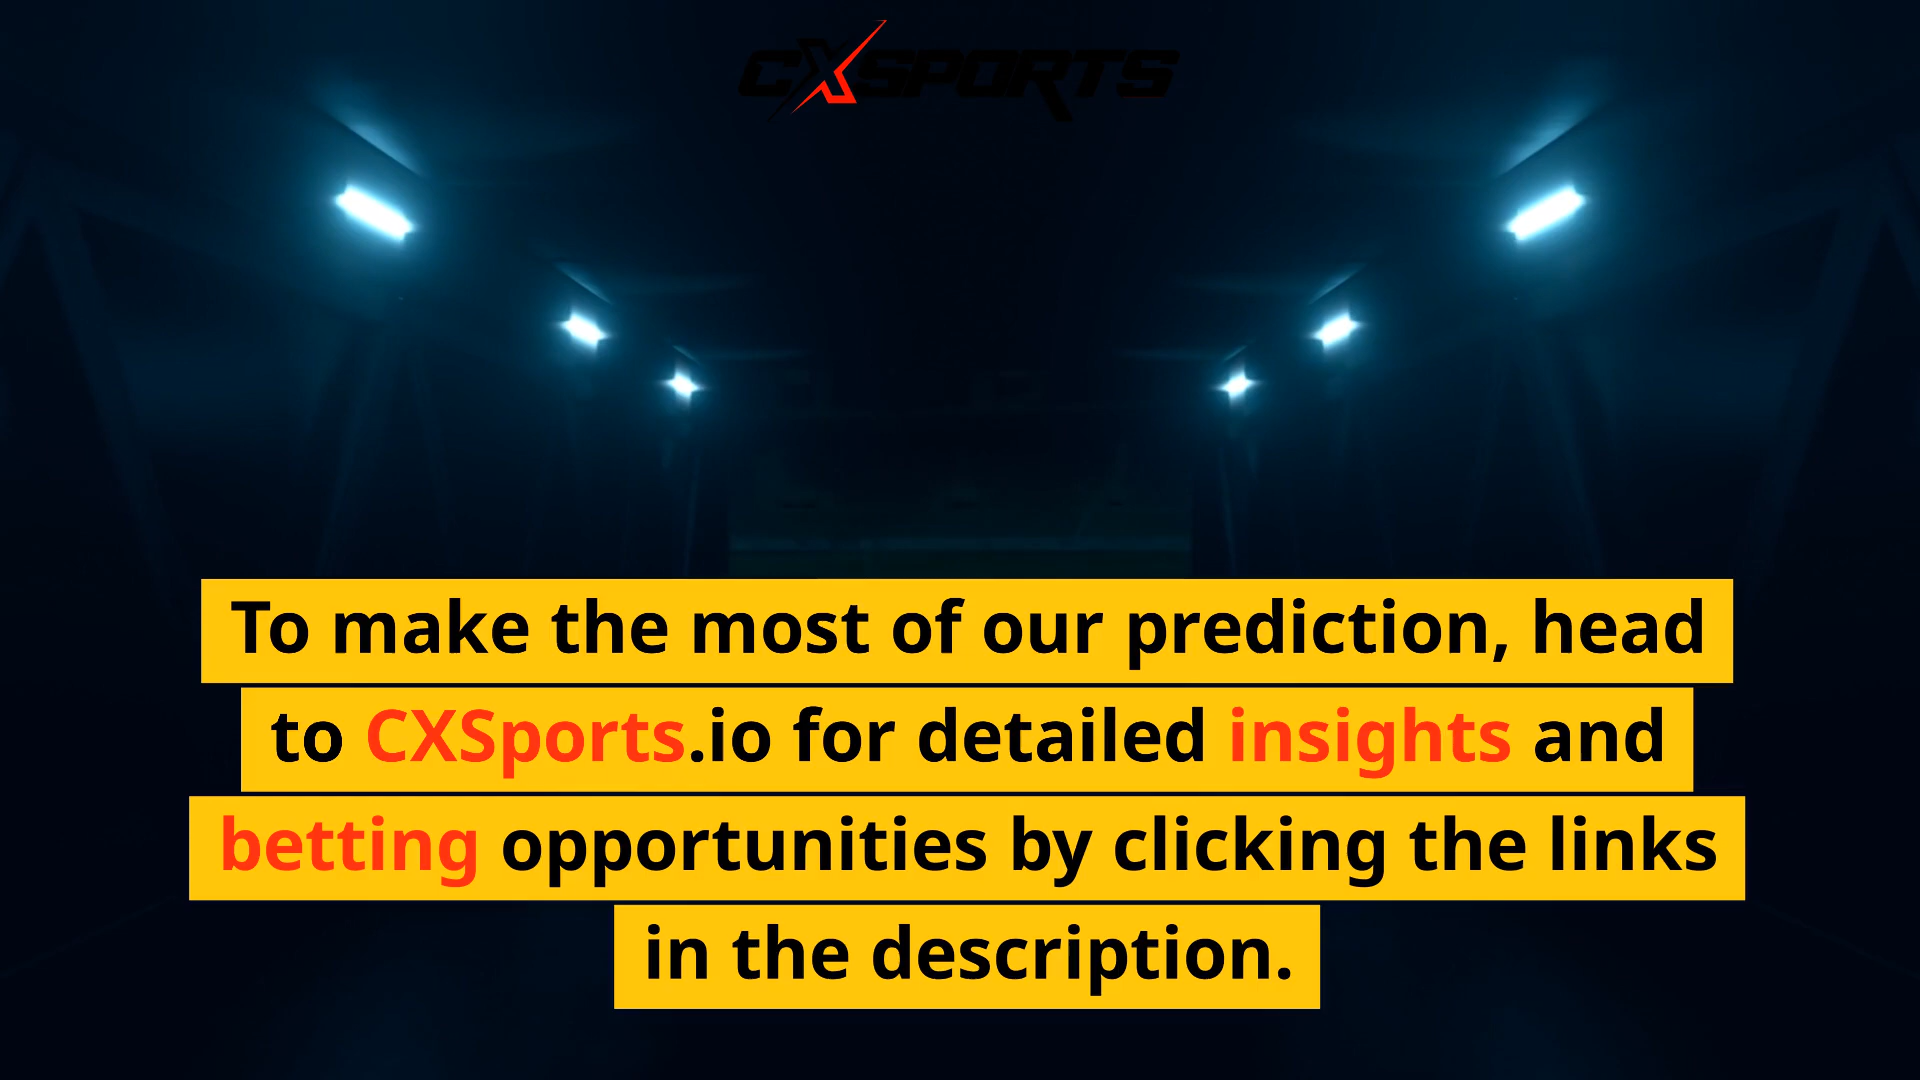 CXSPORTS
To make the most of our prediction, head
to CXSports.io for detailed insights and
betting opportunities by clicking the links
in the description.